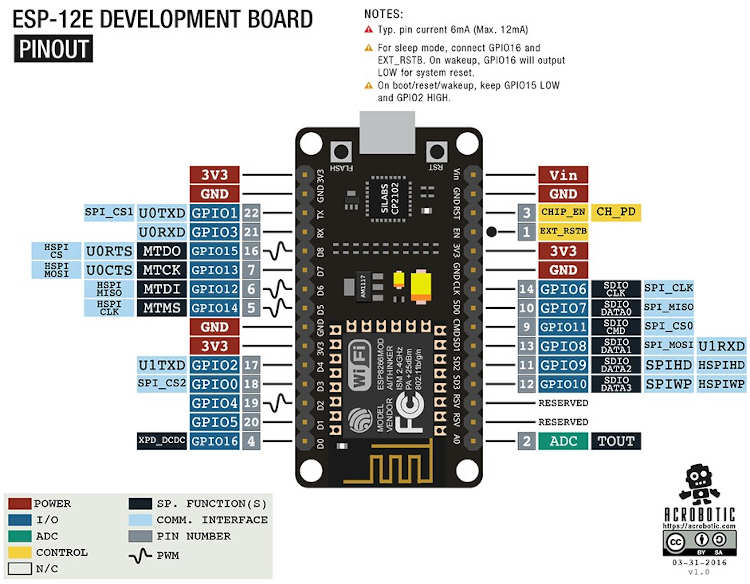 ESP-12E DEVELOPMENT BOARD
PINOUT
NOTES:
Typ. pin current 6mA (Max. 12mA)
For sleep mode, connect GPIO16 and
EXT_RSTB. On wakeup, GPIO16 will output
LOW for system reset.
On boot/reset/wakeup, keep GPIO15 LOW
and GPIO2 HIGH.
FLASH
RST
SiLABS
CP2102
3V3 3V3
GND GND
SPI_CS1 U0TXD GPIO1 22 TX
U0RXD GPIO3 21 RX
HSPI CS U0RTS MTDO GPIO15 16 D8
HSPI MOSI U0CTS MTCK GPIO13 7 D7
HSPI MISO MTDI GPIO12 6 D6
HSPI CLK MTMS GPIO14 5 D5
GND GND
3V3 3V3
U1TXD GPIO2 17 D4
SPI_CS2 GPIO0 18 D3
GPIO4 19 D2
GPIO5 20 D1
XPD_DCDC GPIO16 4 D0
AM1117
WiFi
MODEL ESP8266MOD
VENDOR AITHINKER
ISM 2.4GHz
PA +25dBm
802.11b/g/n
FC
Vin Vin
GND GND
RST 3 CHIP_EN CH_PD
EN 1 EXT_RSTB
3V3 3V3
GND GND
CLK 14 GPIO6 SDIO CLK SPI_CLK
SD0 10 GPIO7 SDIO DATA0 SPI_MISO
CMD 9 GPIO11 SDIO CMD SPI_CS0
SD1 13 GPIO8 SDIO DATA1 SPI_MOSI U1RXD
SD2 11 GPIO9 SDIO DATA2 SPIHD HSPIHD
SD3 12 GPIO10 SDIO DATA3 SPIWP HSPIWP
RSV RESERVED
RSV RESERVED
A0 2 ADC TOUT
POWER
I/O
ADC
CONTROL
N/C
SP. FUNCTION(S)
COMM. INTERFACE
PIN NUMBER
PWM
ACROBOTIC
https://acrobotic.com
CC BY SA
03-31-2016
v1.0